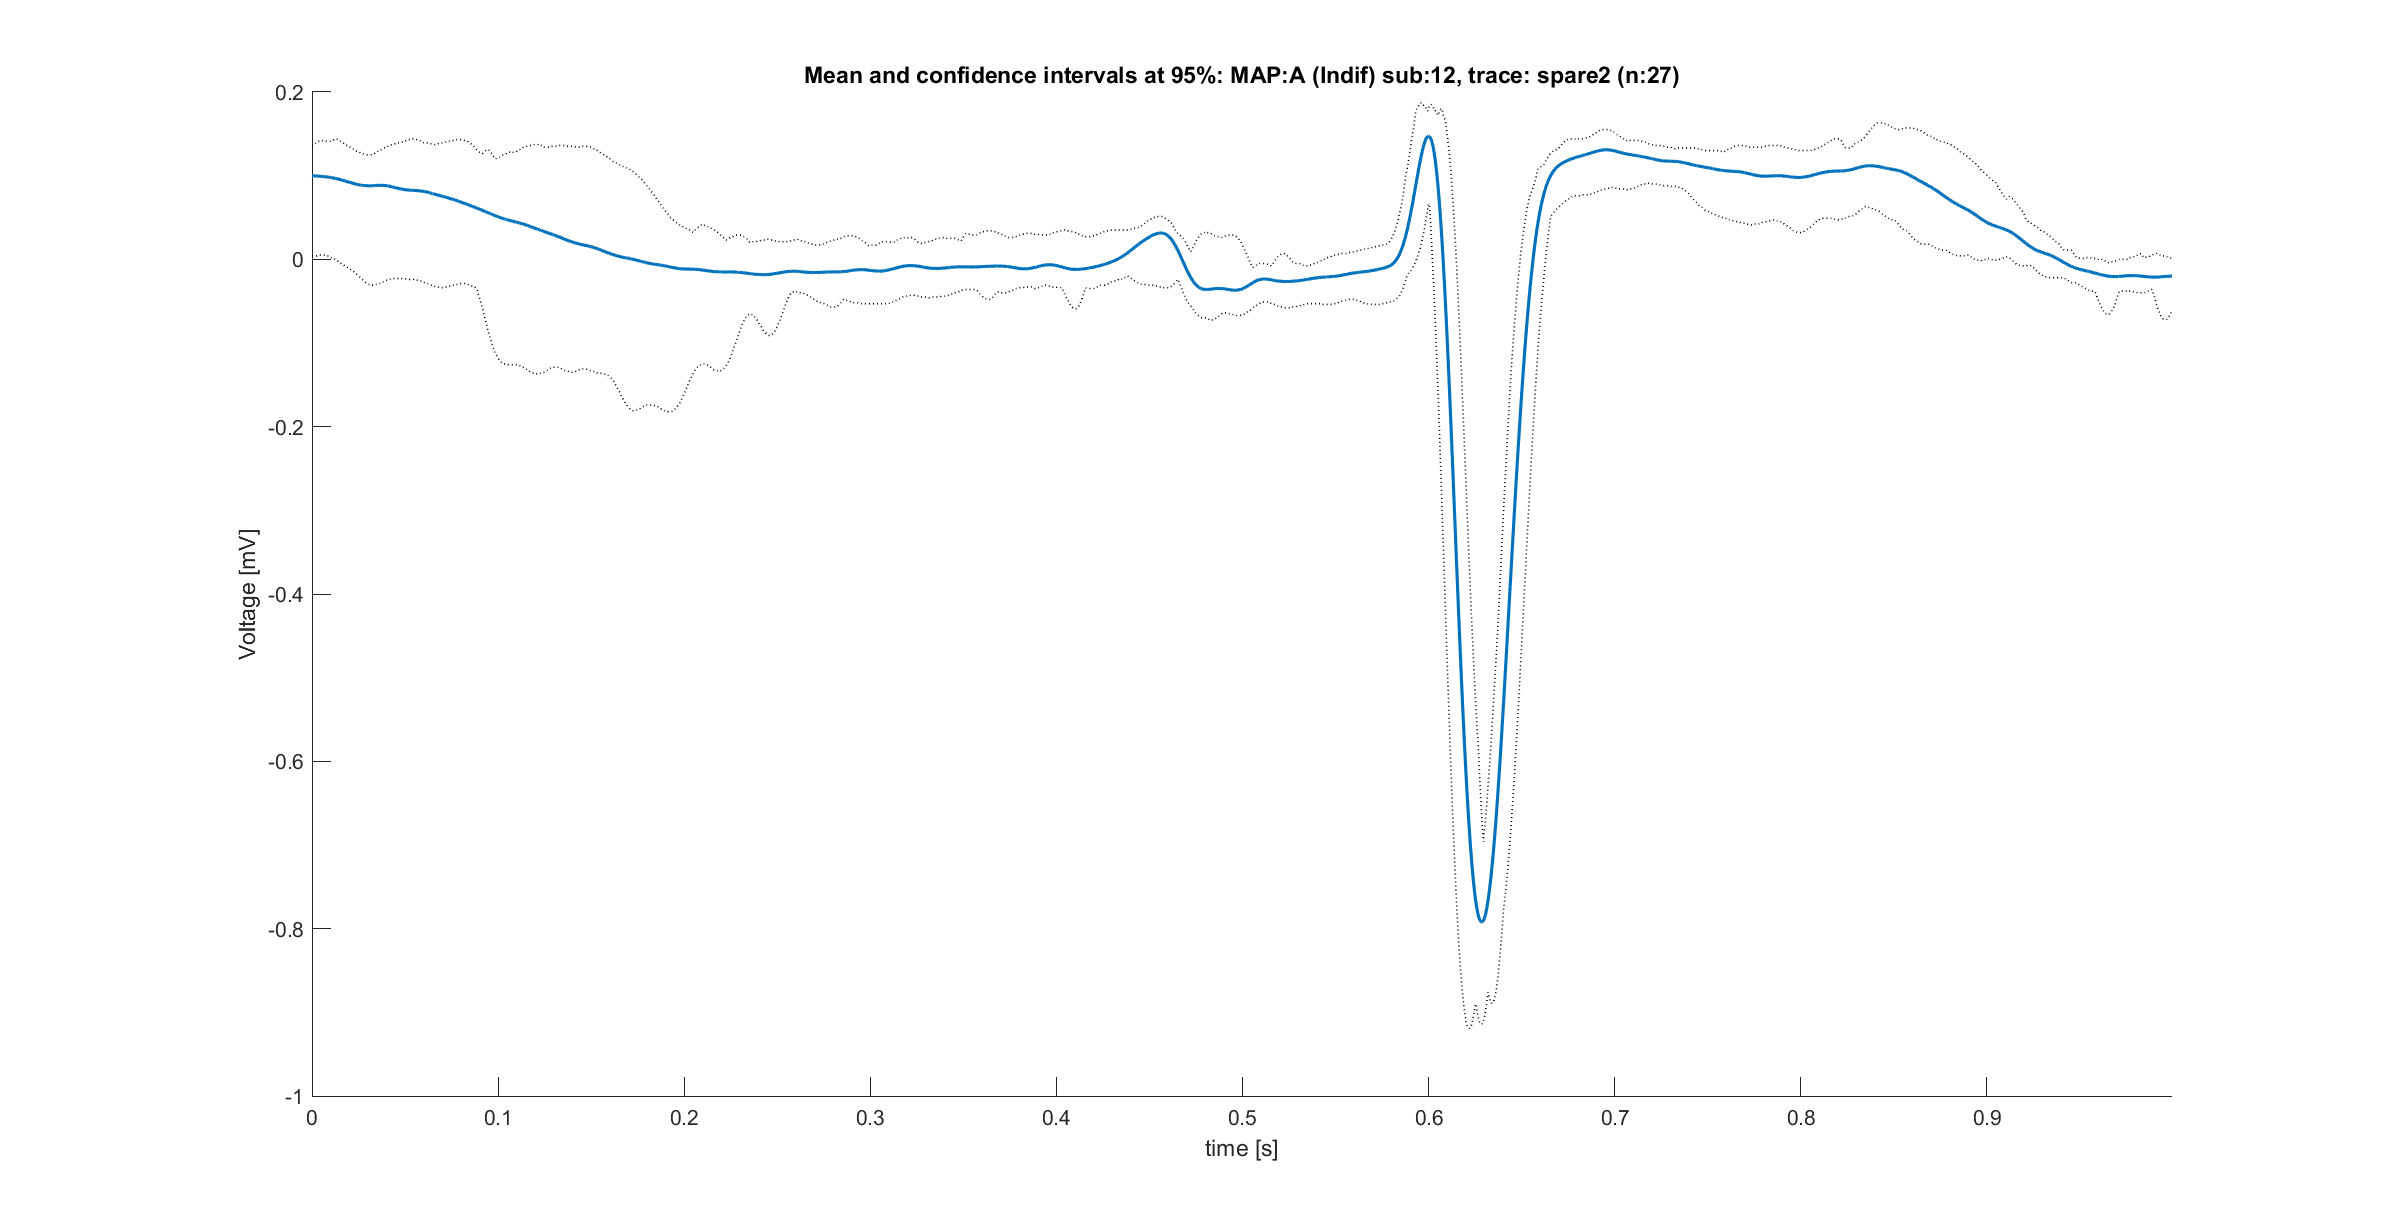 Mean and confidence intervals at 95%: MAP:A (Indif) sub:12, trace: spare2 (n:27)
0.2
0
-0.2
-0.4
-0.6
-0.8
-1
Voltage [mV]
0 0.1 0.2 0.3 0.4 0.5 0.6 0.7 0.8 0.9
time [s]